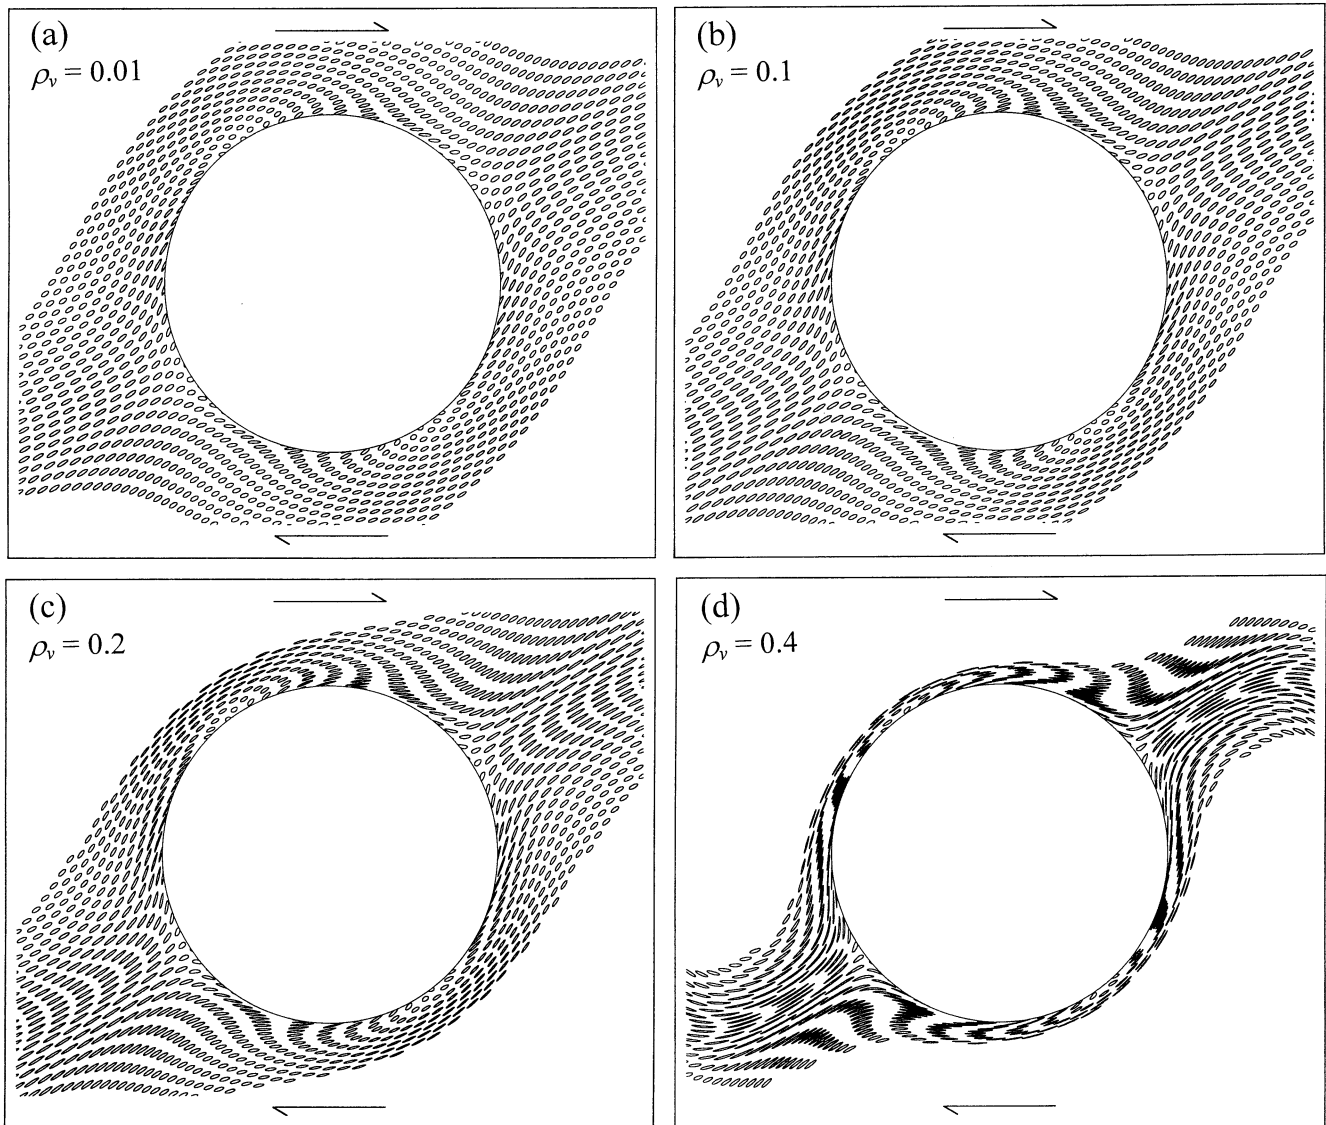 (a)
ρᵥ = 0.01
(b)
ρᵥ = 0.1
(c)
ρᵥ = 0.2
(d)
ρᵥ = 0.4